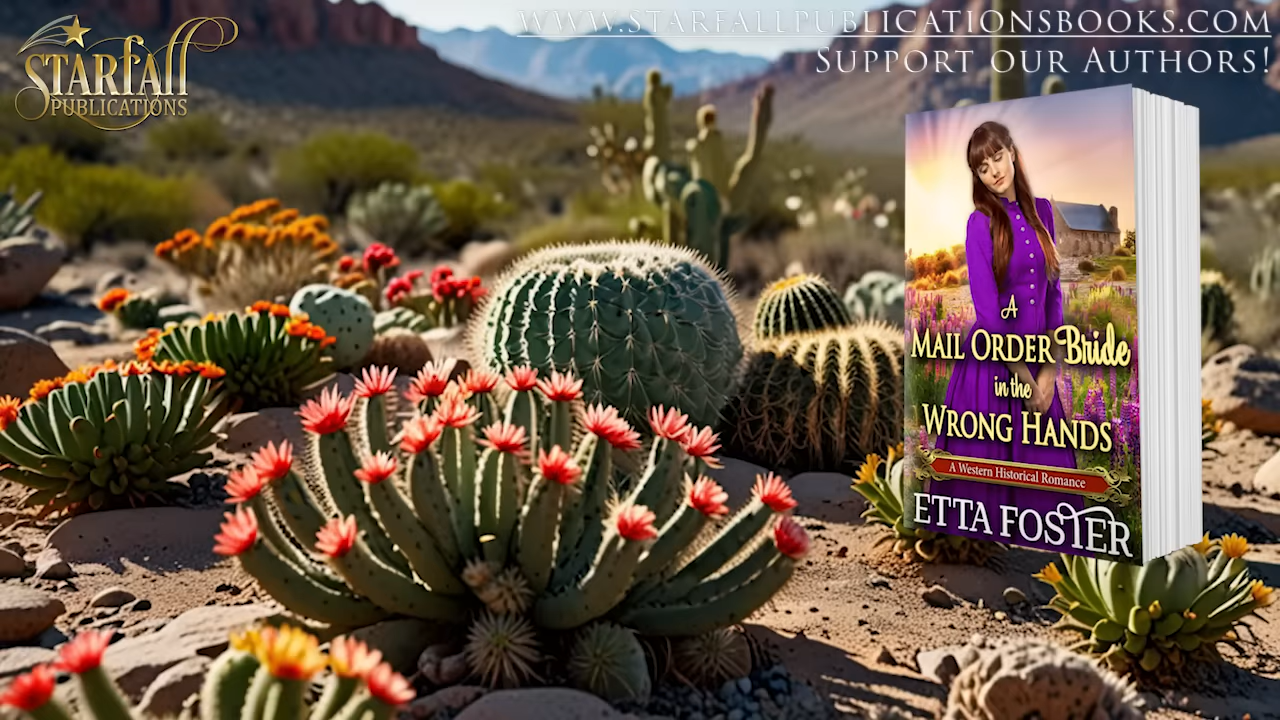 STARfall
PUBLICATIONS
WWW.STARFALLPUBLICATIONSBOOKS.COM
SUPPORT OUR AUTHORS!
A
MAIL ORDER Bride
in the
WRONG HANDS
A Western Historical Romance
ETTA FOSTER